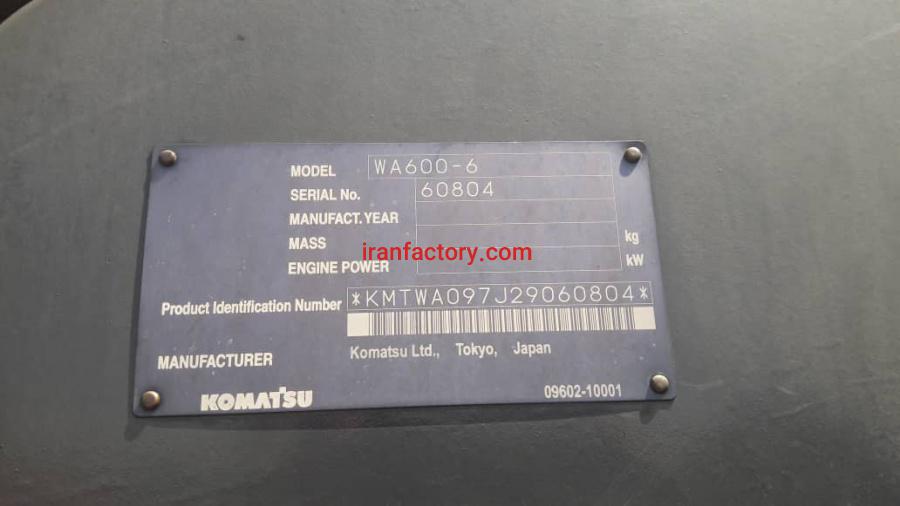 MODEL WA600-6
SERIAL No. 60804
MANUFACT. YEAR
MASS kg
iranfactory.com
ENGINE POWER kW
Product Identification Number *KMTWA097J29060804*
MANUFACTURER Komatsu Ltd., Tokyo, Japan
KOMATSU 09602-10001